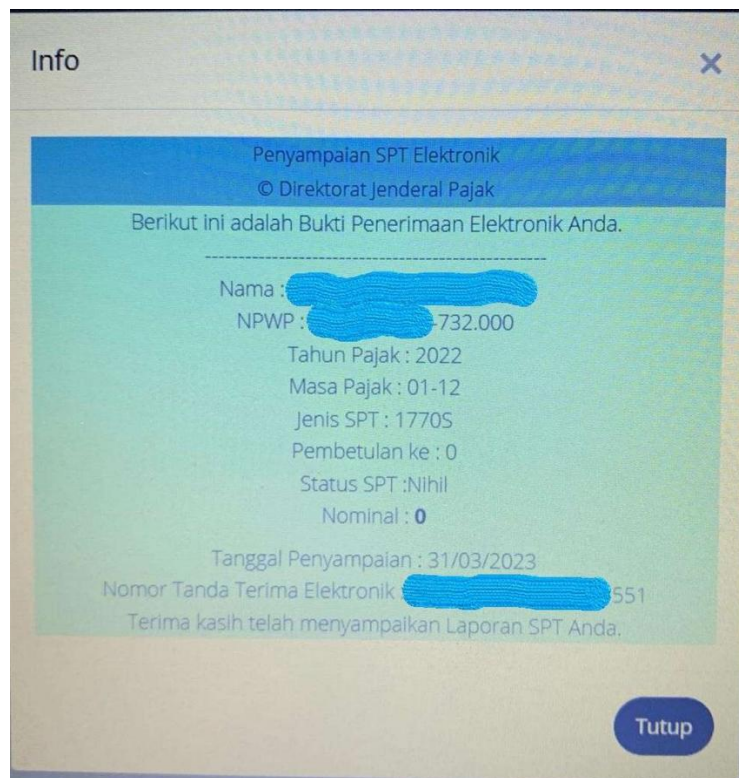 Info
Penyampaian SPT Elektronik
© Direktorat Jenderal Pajak
Berikut ini adalah Bukti Penerimaan Elektronik Anda.
--------------------------------------------------
Nama :
NPWP : -732.000
Tahun Pajak : 2022
Masa Pajak : 01-12
Jenis SPT : 1770S
Pembetulan ke : 0
Status SPT :Nihil
Nominal : 0
Tanggal Penyampaian : 31/03/2023
Nomor Tanda Terima Elektronik 551
Terima kasih telah menyampaikan Laporan SPT Anda.
Tutup